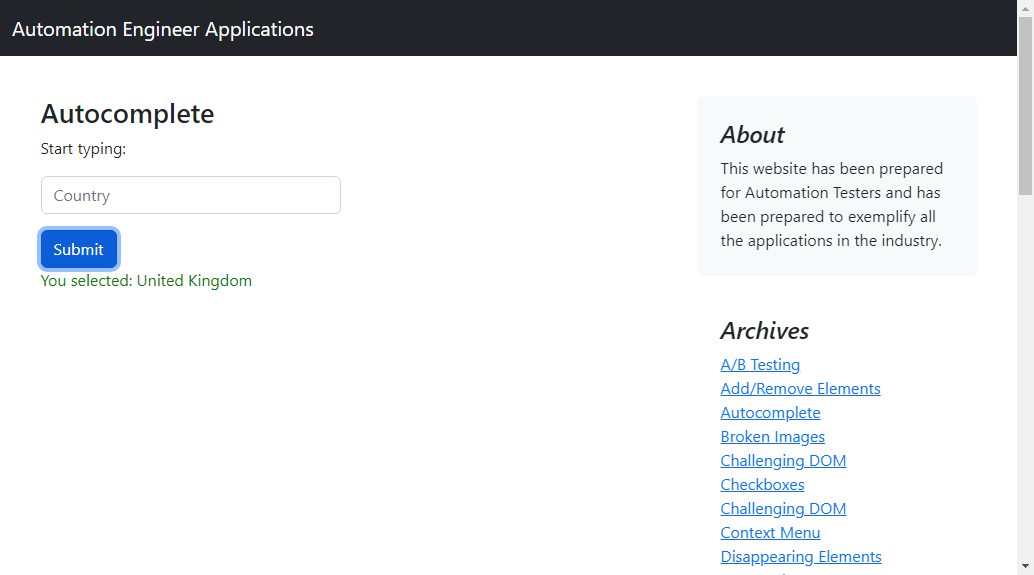 Automation Engineer Applications
Autocomplete
Start typing:
Country
Submit
You selected: United Kingdom
About
This website has been prepared
for Automation Testers and has
been prepared to exemplify all
the applications in the industry.
Archives
A/B Testing
Add/Remove Elements
Autocomplete
Broken Images
Challenging DOM
Checkboxes
Challenging DOM
Context Menu
Disappearing Elements